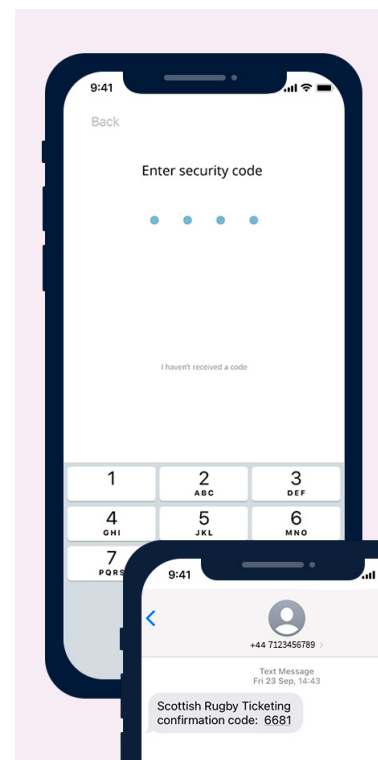 9:41
Back
Enter security code
I haven't received a code
1
2
ABC
3
DEF
4
GHI
5
JKL
6
MNO
7
PQRS
9:41
+44 7123456789
Text Message
Fri 23 Sep, 14:43
Scottish Rugby Ticketing
confirmation code: 6681